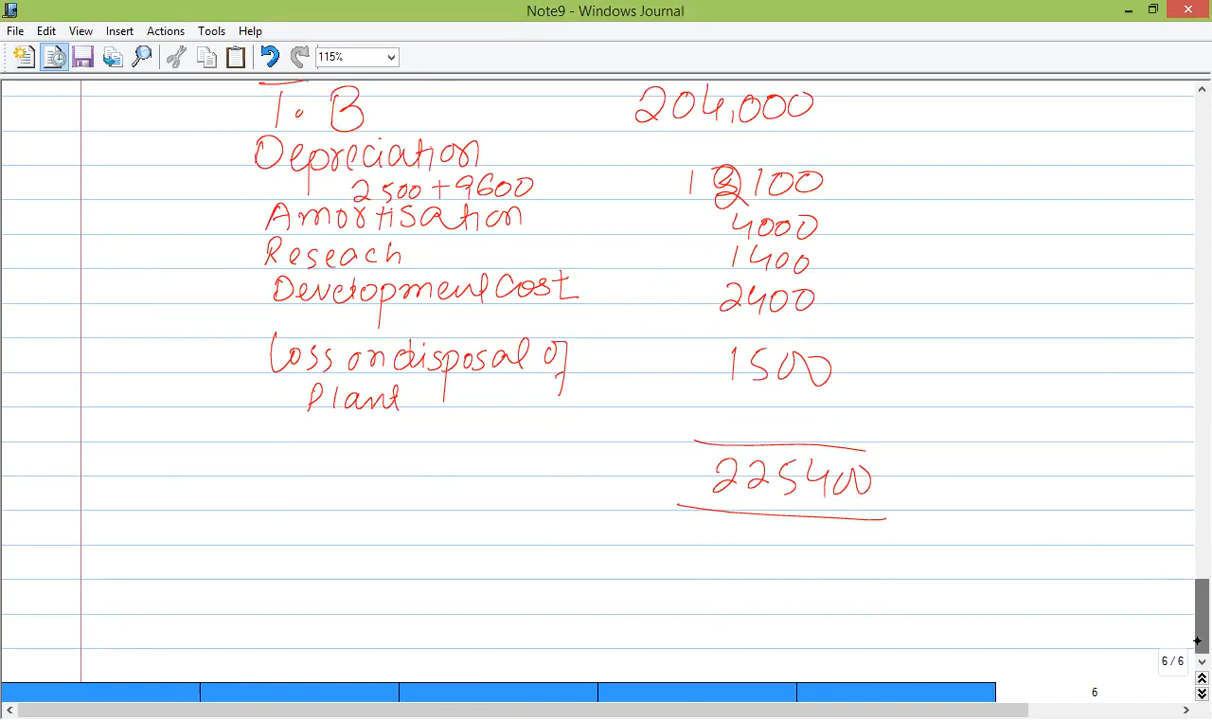 Note9 - Windows Journal
File Edit View Insert Actions Tools Help
115%
T. B 204,000
Depreciation
2500+9600 12100
Amortisation 4000
Reseach 1400
Development Cost 2400
Loss on disposal of 1500
Plant
225400
6 / 6
6